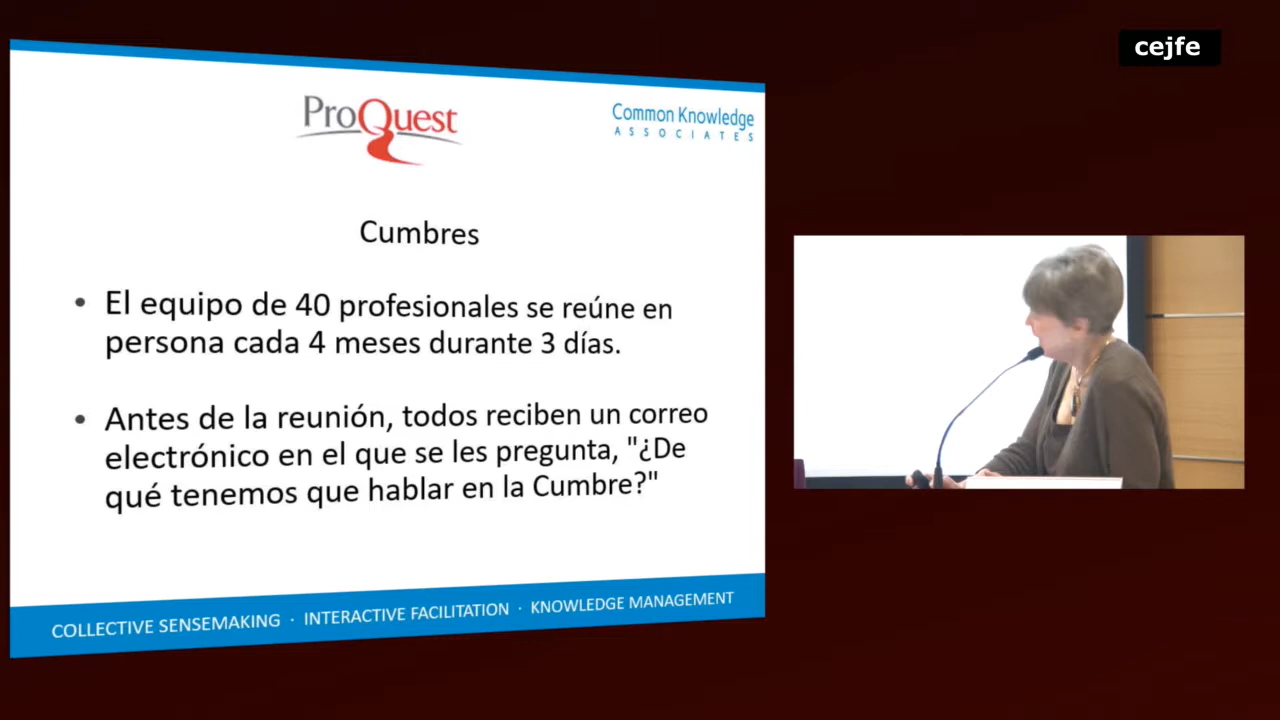 cejfe
ProQuest
Common Knowledge
ASSOCIATES
Cumbres
• El equipo de 40 profesionales se reúne en
persona cada 4 meses durante 3 días.
• Antes de la reunión, todos reciben un correo
electrónico en el que se les pregunta, "¿De
qué tenemos que hablar en la Cumbre?"
COLLECTIVE SENSEMAKING · INTERACTIVE FACILITATION · KNOWLEDGE MANAGEMENT